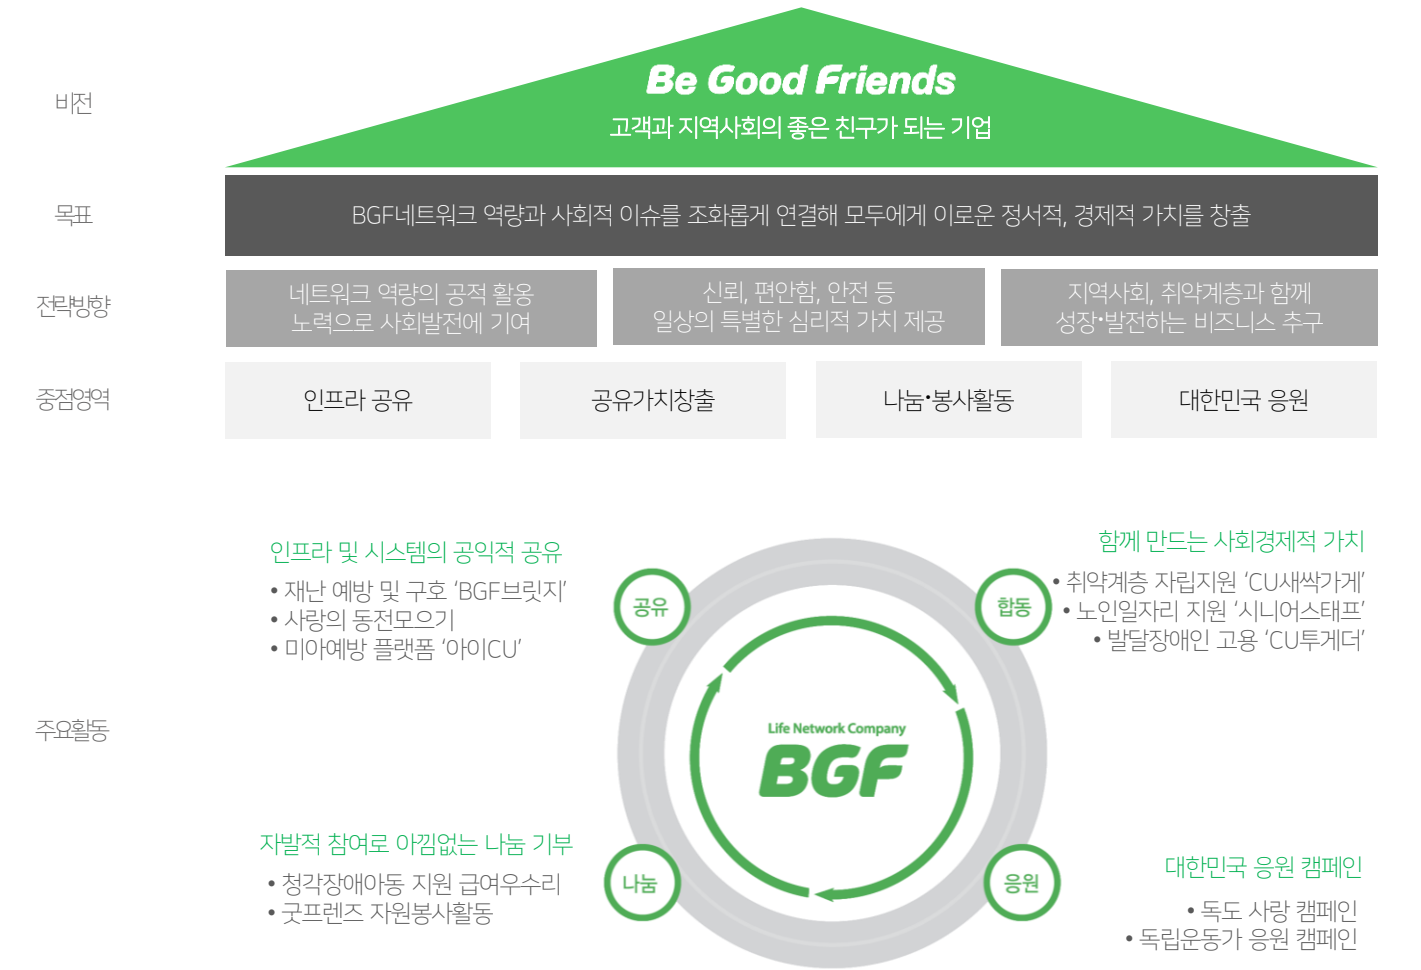 비전
Be Good Friends
고객과 지역사회의 좋은 친구가 되는 기업
목표
BGF네트워크 역량과 사회적 이슈를 조화롭게 연결해 모두에게 이로운 정서적, 경제적 가치를 창출
전략방향
네트워크 역량의 공적 활용
노력으로 사회발전에 기여
신뢰, 편안함, 안전 등
일상의 특별한 심리적 가치 제공
지역사회, 취약계층과 함께
성장•발전하는 비즈니스 추구
중점영역
인프라 공유
공유가치창출
나눔•봉사활동
대한민국 응원
주요활동
인프라 및 시스템의 공익적 공유
• 재난 예방 및 구호 ‘BGF브릿지’
• 사랑의 동전모으기
• 미아예방 플랫폼 ‘아이CU’
공유
합동
함께 만드는 사회경제적 가치
• 취약계층 자립지원 ‘CU새싹가게’
• 노인일자리 지원 ‘시니어스태프’
• 발달장애인 고용 ‘CU투게더’
Life Network Company
BGF
자발적 참여로 아낌없는 나눔 기부
• 청각장애아동 지원 급여우수리
• 굿프렌즈 자원봉사활동
나눔
응원
대한민국 응원 캠페인
• 독도 사랑 캠페인
• 독립운동가 응원 캠페인